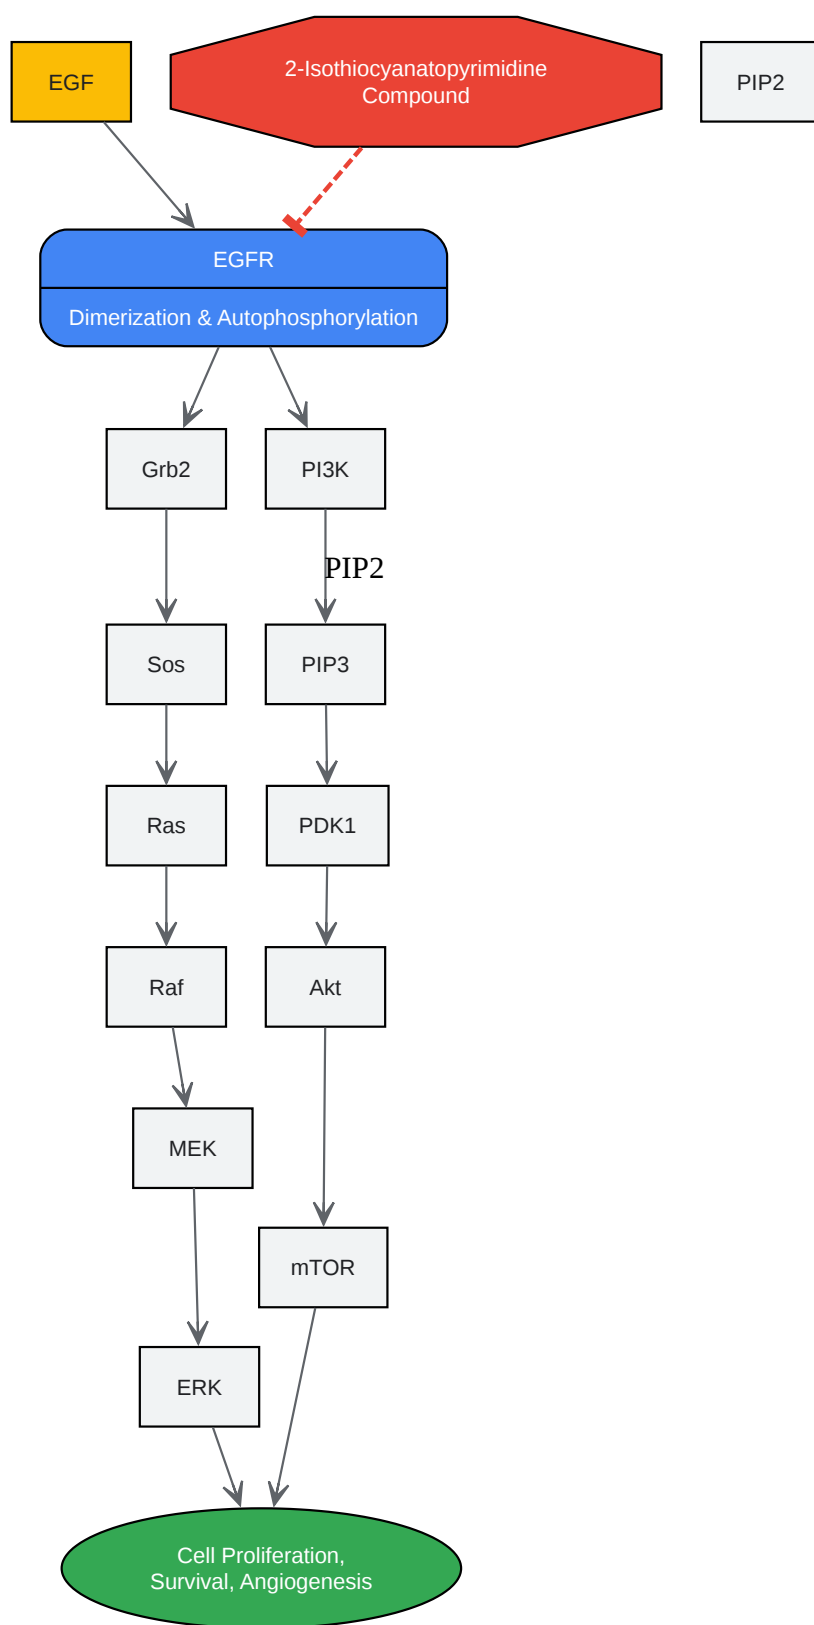 EGF
2-Isothiocyanatopyrimidine
Compound
PIP2
EGFR
Dimerization & Autophosphorylation
Grb2
PI3K
PIP2
Sos
PIP3
Ras
PDK1
Raf
Akt
MEK
mTOR
ERK
Cell Proliferation,
Survival, Angiogenesis